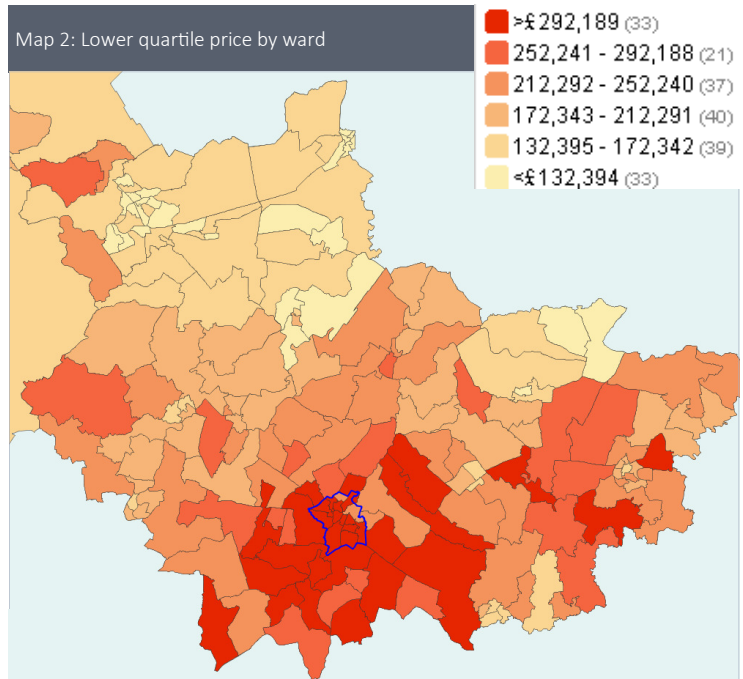 Map 2: Lower quartile price by ward
>£292,189 (33)
252,241 - 292,188 (21)
212,292 - 252,240 (37)
172,343 - 212,291 (40)
132,395 - 172,342 (39)
<£132,394 (33)